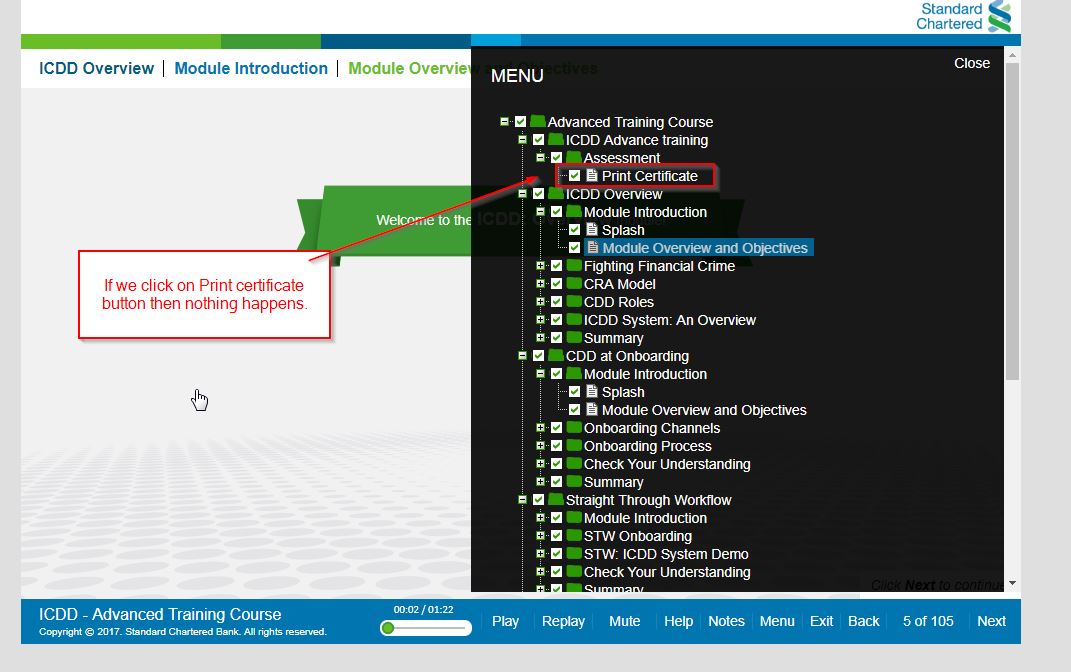 Standard
Chartered
ICDD Overview | Module Introduction | Module Overview and Objectives
Close
MENU
Advanced Training Course
ICDD Advance training
Assessment
Print Certificate
ICDD Overview
Module Introduction
Splash
Module Overview and Objectives
Fighting Financial Crime
CRA Model
CDD Roles
ICDD System: An Overview
Summary
CDD at Onboarding
Module Introduction
Splash
Module Overview and Objectives
Onboarding Channels
Onboarding Process
Check Your Understanding
Summary
Straight Through Workflow
Module Introduction
STW Onboarding
STW: ICDD System Demo
Check Your Understanding
Summary
Welcome to the ICDD
If we click on Print certificate
button then nothing happens.
Click Next to continue
ICDD - Advanced Training Course
Copyright © 2017. Standard Chartered Bank. All rights reserved.
00:02 / 01:22
Play Replay Mute Help Notes Menu Exit Back 5 of 105 Next